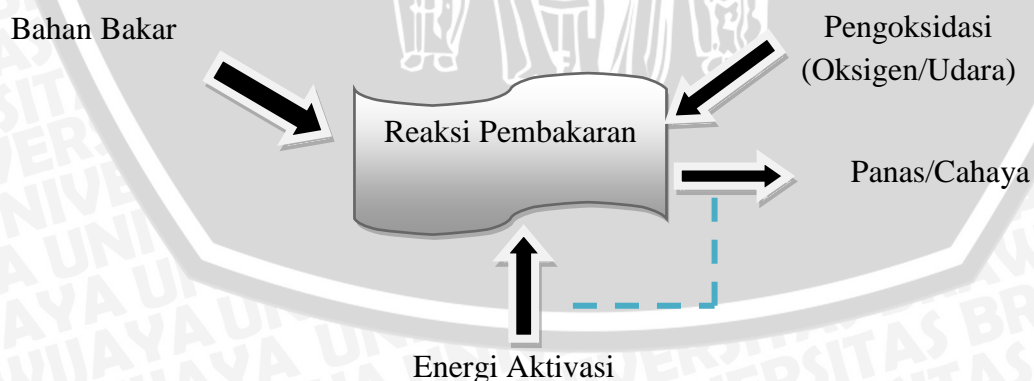 Bahan Bakar
Pengoksidasi
(Oksigen/Udara)
Reaksi Pembakaran
Panas/Cahaya
Energi Aktivasi